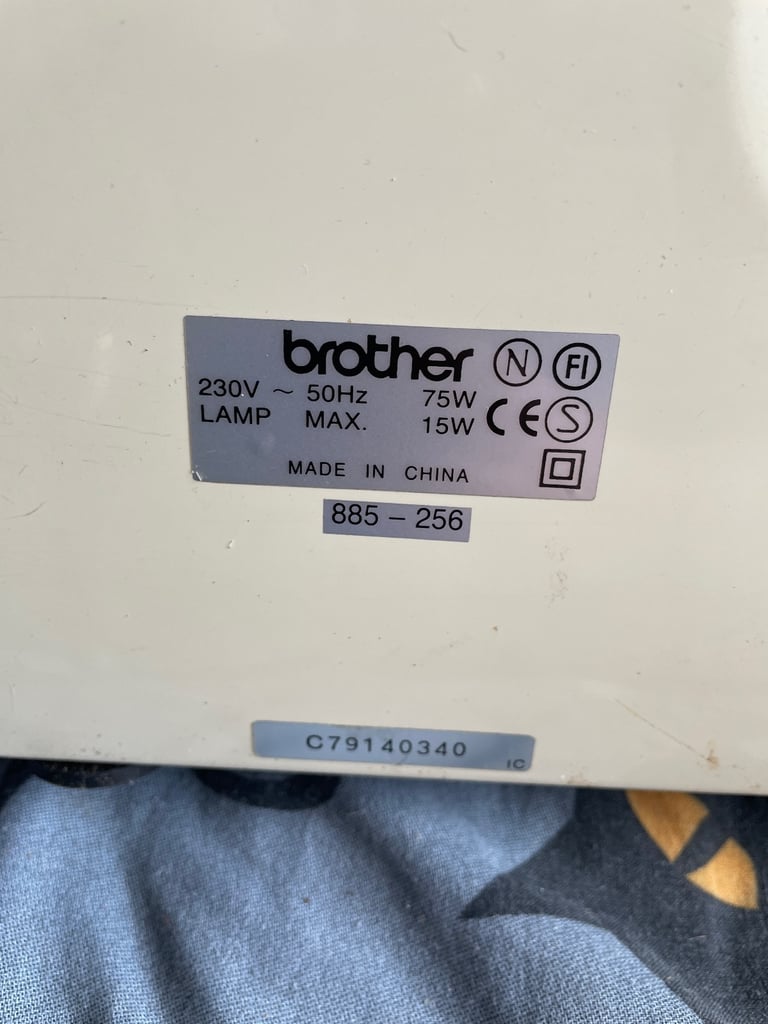 brother N FI
230V ~ 50Hz 75W CE S
LAMP MAX. 15W
MADE IN CHINA
885 – 256
C79140340
IC